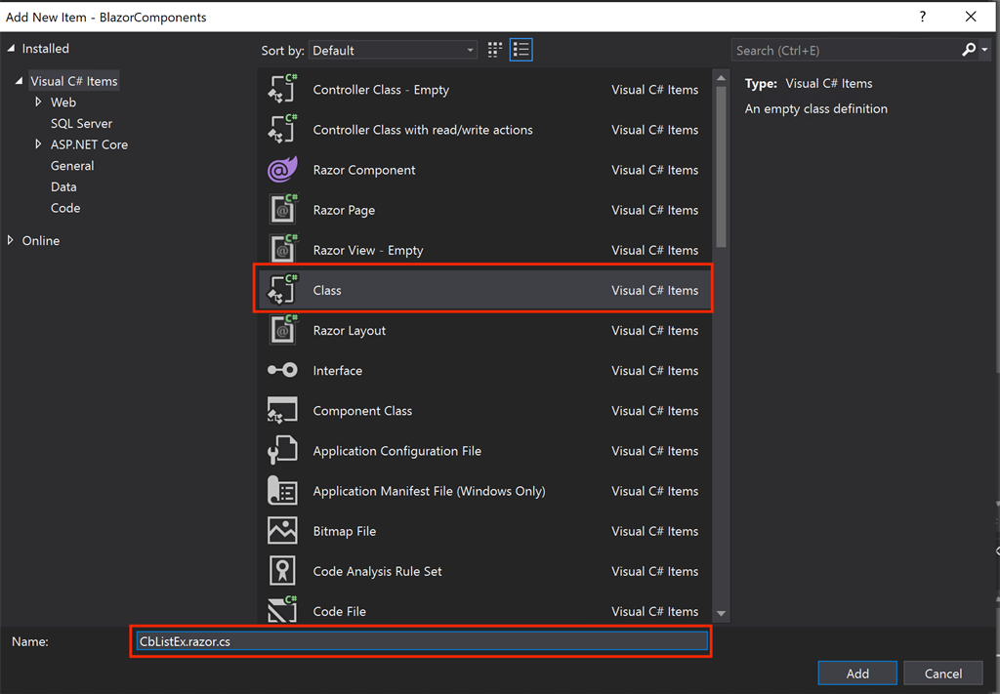 Add New Item - BlazorComponents
?
Installed
Sort by: Default
Search (Ctrl+E)
Visual C# Items
Web
SQL Server
ASP.NET Core
General
Data
Code
Online
C# Controller Class - Empty Visual C# Items
C# Controller Class with read/write actions Visual C# Items
@ Razor Component Visual C# Items
C# @ Razor Page Visual C# Items
C# @ Razor View - Empty Visual C# Items
C# Class Visual C# Items
C# @ Razor Layout Visual C# Items
Interface Visual C# Items
Component Class Visual C# Items
Application Configuration File Visual C# Items
Application Manifest File (Windows Only) Visual C# Items
Bitmap File Visual C# Items
Code Analysis Rule Set Visual C# Items
C# Code File Visual C# Items
Type: Visual C# Items
An empty class definition
Name: CbListEx.razor.cs
Add Cancel